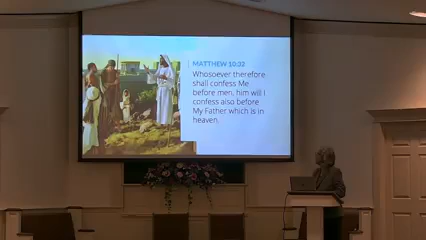 MATTHEW 10:32
Whosoever therefore
shall confess Me
before men, him will I
confess also before
My Father which is in
heaven.